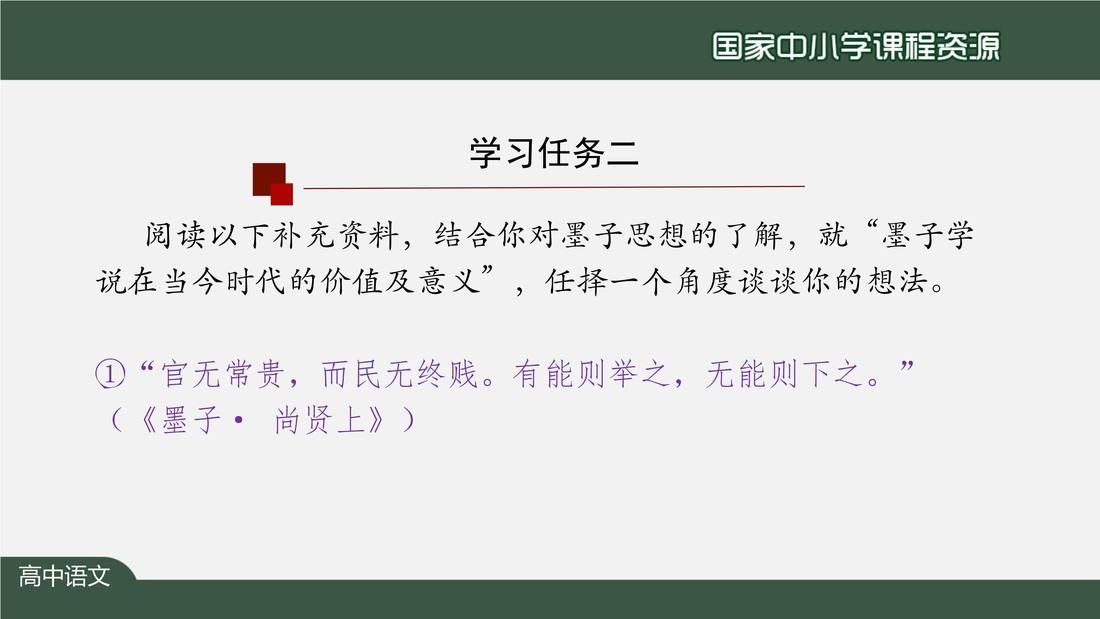 国家中小学课程资源
学习任务二
阅读以下补充资料，结合你对墨子思想的了解，就“墨子学
说在当今时代的价值及意义”，任择一个角度谈谈你的想法。
①“官无常贵，而民无终贱。有能则举之，无能则下之。”
（《墨子• 尚贤上》）
高中语文